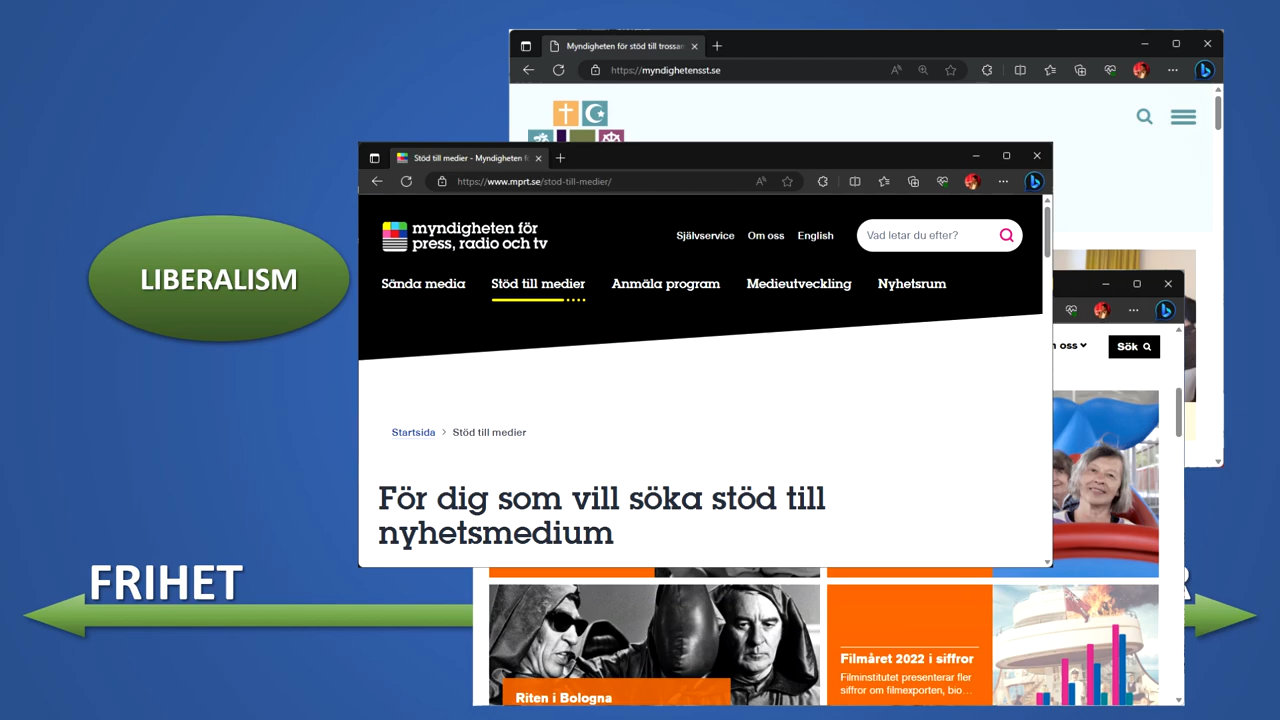 Myndigheten för stöd till trossam
https://myndighetensst.se
Stöd till medier - Myndigheten f
https://www.mprt.se/stod-till-medier/
myndigheten för
press, radio och tv
Självservice
Om oss
English
Vad letar du efter?
Sända media
Stöd till medier
Anmäla program
Medieutveckling
Nyhetsrum
LIBERALISM
oss
Sök
Startsida > Stöd till medier
För dig som vill söka stöd till
nyhetsmedium
FRIHET
R
Filmåret 2022 i siffror
Filminstitutet presenterar fler
siffror om filmexporten, bio...
Riten i Bologna